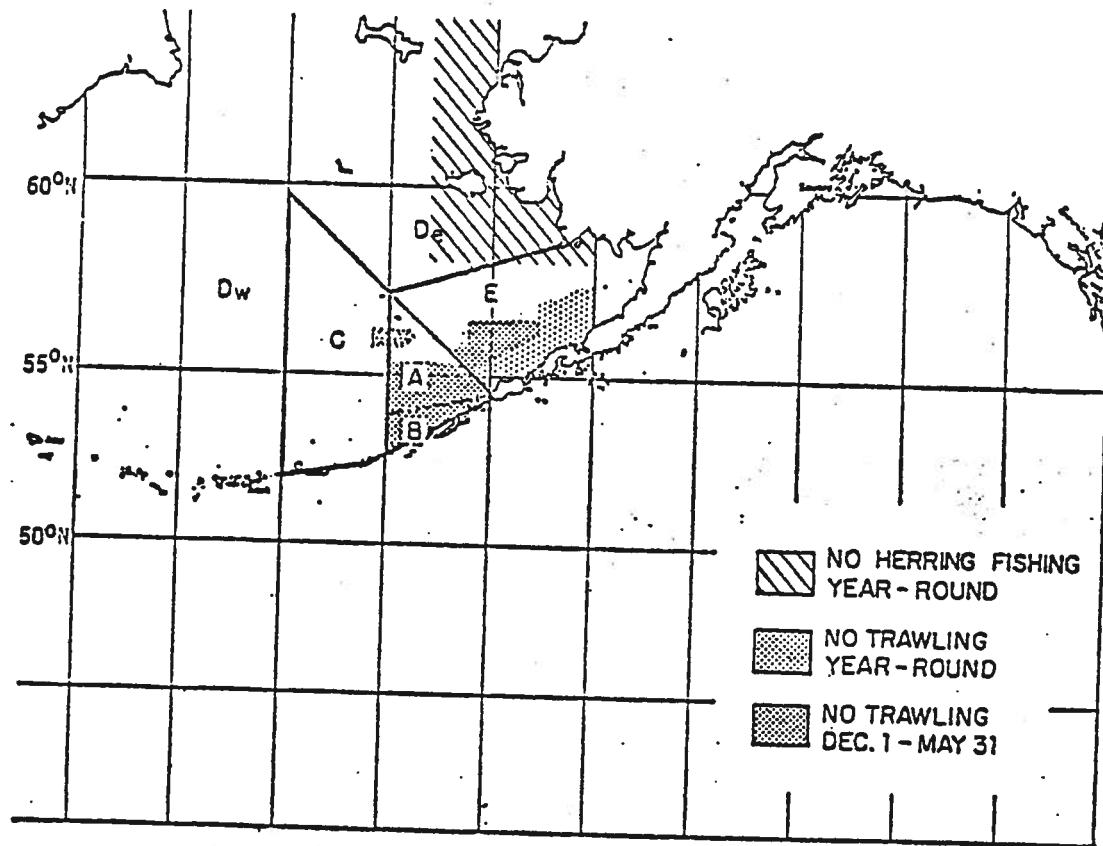 60°N
De
Dw
E
C
55°N
A
B
50°N
NO HERRING FISHING
YEAR-ROUND
NO TRAWLING
YEAR-ROUND
NO TRAWLING
DEC. 1 - MAY 31